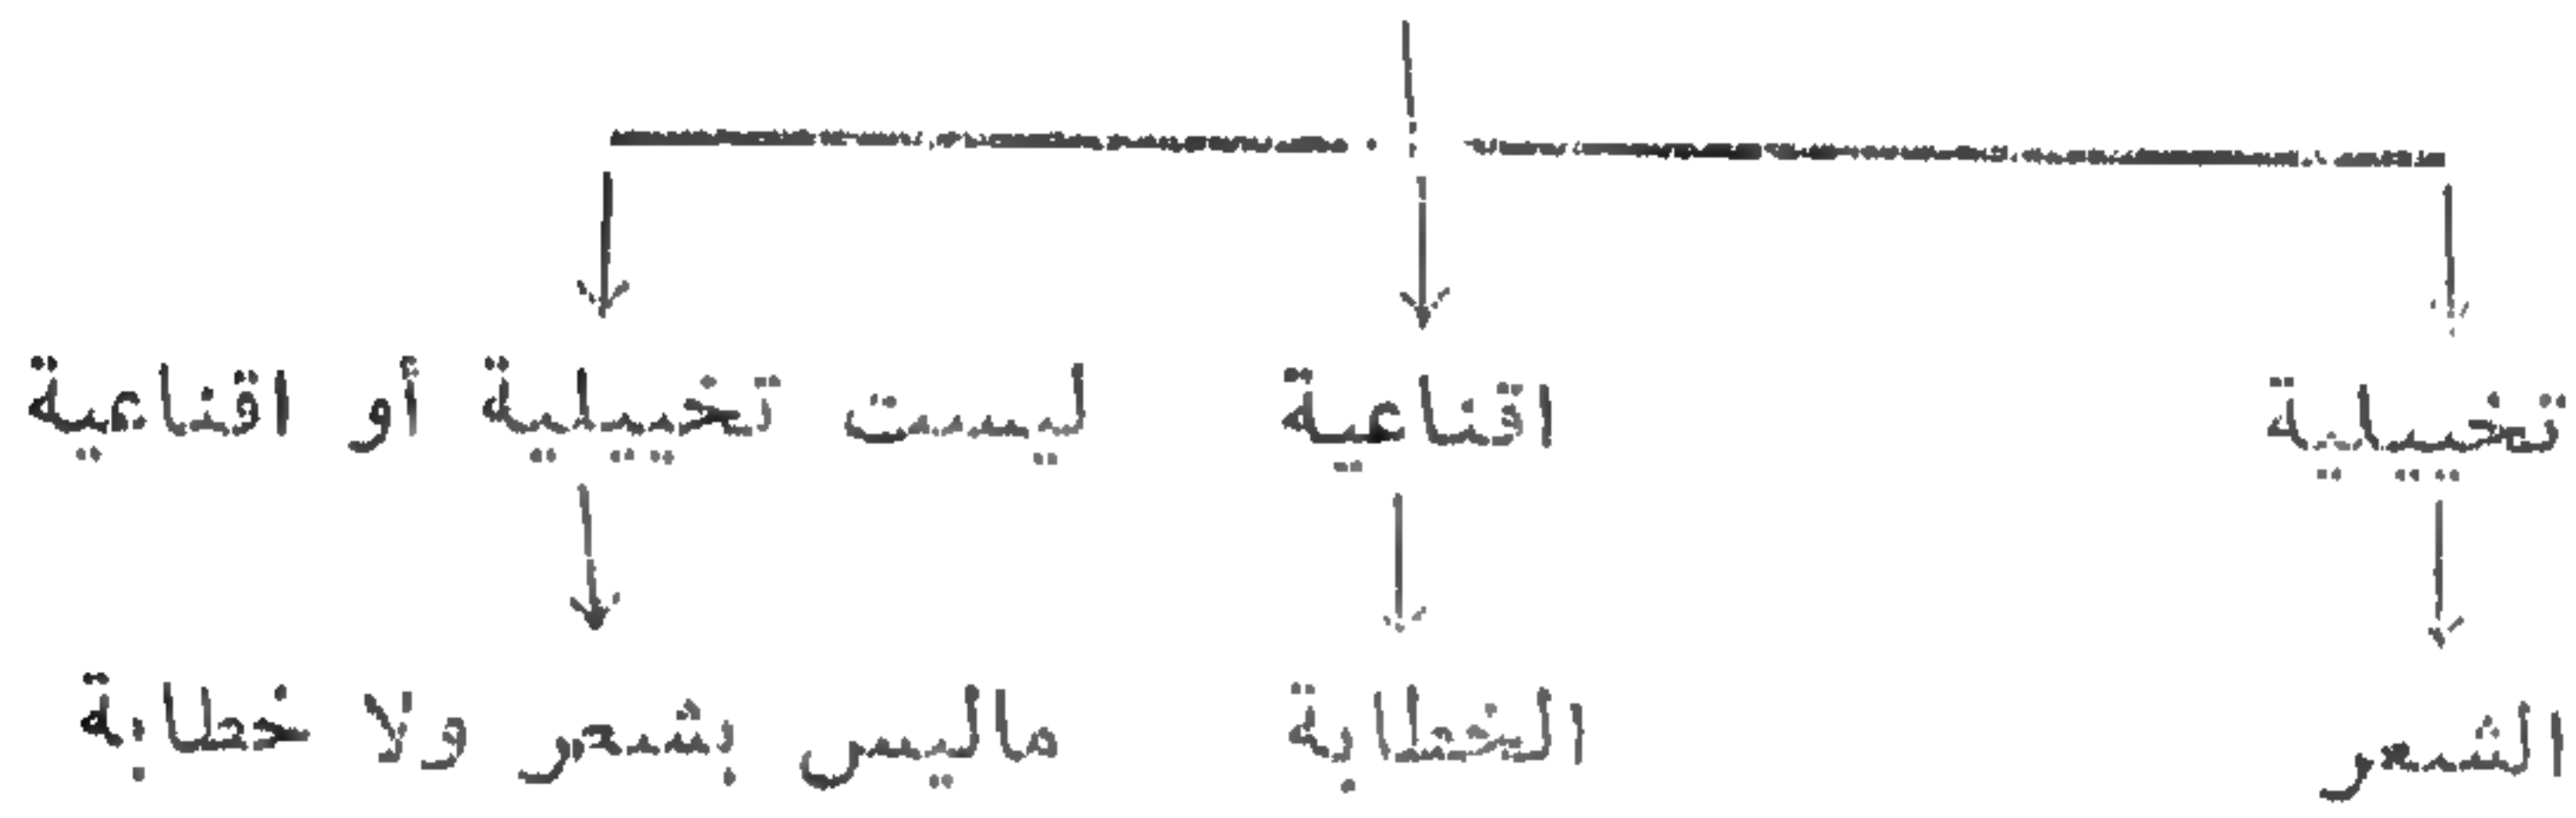 تخييلية اقناعية ليست تخييلية أو اقناعية
الشعر الخطابة ماليس بشعر ولا خطابة